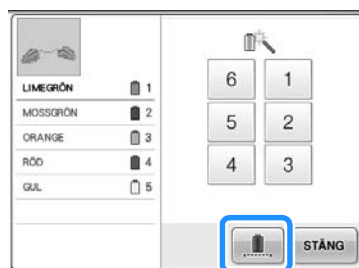 LIMEGRÖN 1
MOSSGRÖN 2
ORANGE 3
RÖD 4
GUL 5
6 1
5 2
4 3
STÄNG